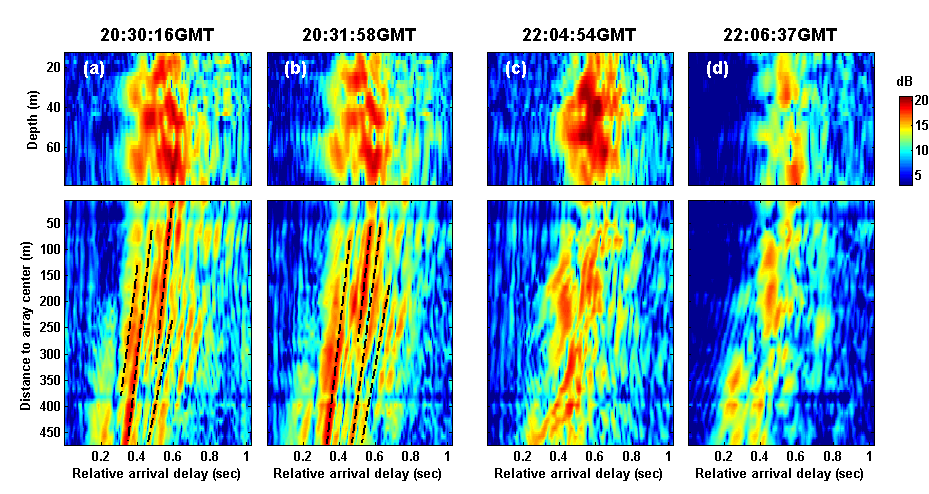 20:30:16GMT 20:31:58GMT 22:04:54GMT 22:06:37GMT
(a) (b) (c) (d)
Depth (m)
20
40
60
dB
20
15
10
5
Distance to array center (m)
50
100
150
200
250
300
350
400
450
0.2 0.4 0.6 0.8 1 0.2 0.4 0.6 0.8 1 0.2 0.4 0.6 0.8 1 0.2 0.4 0.6 0.8 1
Relative arrival delay (sec) Relative arrival delay (sec) Relative arrival delay (sec) Relative arrival delay (sec)